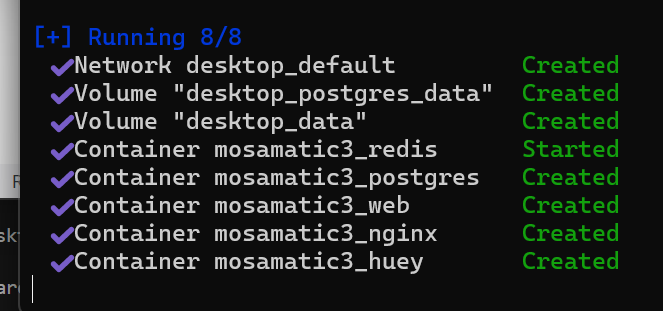 [+] Running 8/8
✔Network desktop_default Created
✔Volume "desktop_postgres_data" Created
✔Volume "desktop_data" Created
✔Container mosamatic3_redis Started
✔Container mosamatic3_postgres Created
✔Container mosamatic3_web Created
✔Container mosamatic3_nginx Created
✔Container mosamatic3_huey Created